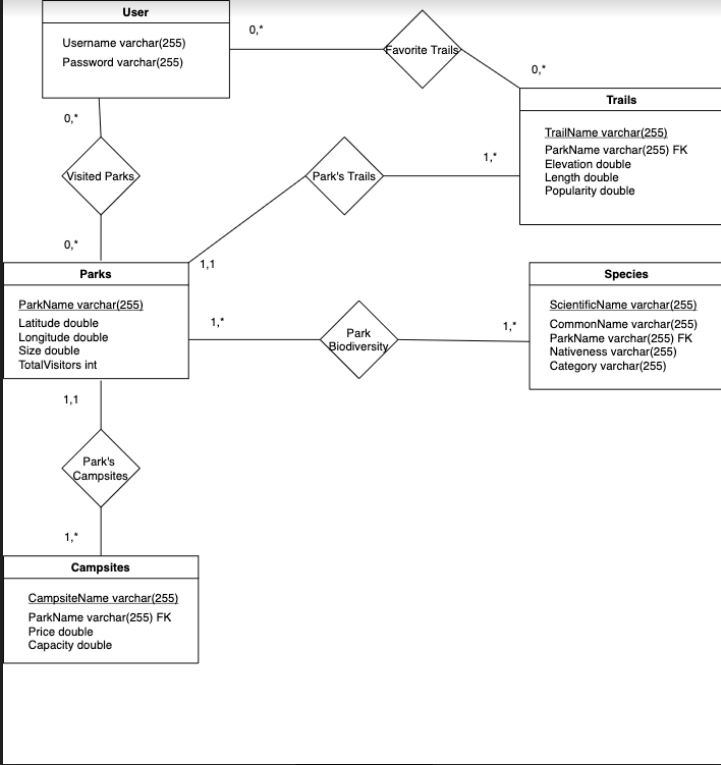 User
Username varchar(255)
Password varchar(255)
0,*
Favorite Trails
0,*
Trails
TrailName varchar(255)
ParkName varchar(255) FK
Elevation double
Length double
Popularity double
0,*
Visited Parks
0,*
Park's Trails
1,*
1,1
Parks
ParkName varchar(255)
Latitude double
Longitude double
Size double
TotalVisitors int
1,*
Park
Biodiversity
1,*
Species
ScientificName varchar(255)
CommonName varchar(255)
ParkName varchar(255) FK
Nativeness varchar(255)
Category varchar(255)
1,1
Park's
Campsites
1,*
Campsites
CampsiteName varchar(255)
ParkName varchar(255) FK
Price double
Capacity double